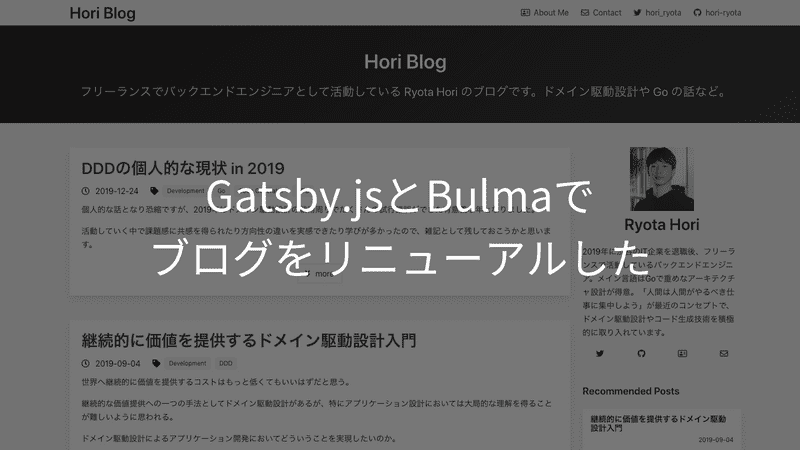 Hori Blog
About Me
Contact
hori_ryota
hori-ryota
Hori Blog
フリーランスでバックエンドエンジニアとして活動している Ryota Hori のブログです。ドメイン駆動設計や Go の話など。
DDDの個人的な現状 in 2019
2019-12-24
Development
Go
個人的な話となり恐縮ですが、2019
活動していく中で課題感に共感を得られたり方向性の違いを実感できたり学びが多かったので、雑記として残しておこうかと思いま
す。
more
Gatsby.jsとBulmaで
ブログをリニューアルした
継続的に価値を提供するドメイン駆動設計入門
2019-09-04
Development
DDD
世界へ継続的に価値を提供するコストはもっと低くてもいいはずだと思う。
継続的な価値提供への一つの手法としてドメイン駆動設計があるが、特にアプリケーション設計においては大局的な理解を得ること
が難しいように思われる。
ドメイン駆動設計によるアプリケーション開発においてどういうことを実現したいのか。
Ryota Hori
2019年に
IT企業を退職後、フリーラ
ンスで活動しているバックエンドエンジニ
ア。メイン言語はGoで重めなアーキテクチ
ャ設計が得意。「人間は人間がやるべき仕
事に集中しよう」が最近のコンセプトで、
ドメイン駆動設計やコード生成技術を積極
的に取り入れています。
Recommended Posts
継続的に価値を提供するドメイン駆動
設計入門
2019-09-04